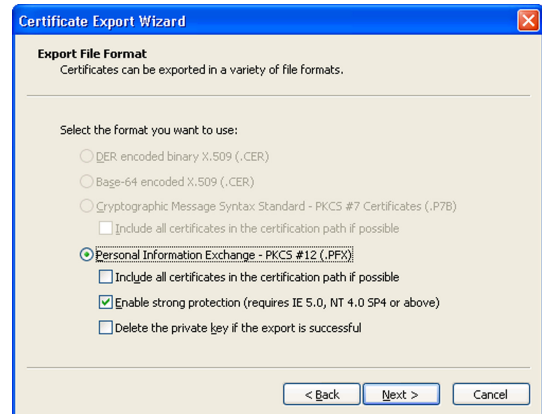 Certificate Export Wizard
Export File Format
Certificates can be exported in a variety of file formats.
Select the format you want to use:
DER encoded binary X.509 (.CER)
Base-64 encoded X.509 (.CER)
Cryptographic Message Syntax Standard - PKCS #7 Certificates (.P7B)
Include all certificates in the certification path if possible
Personal Information Exchange - PKCS #12 (.PFX)
Include all certificates in the certification path if possible
Enable strong protection (requires IE 5.0, NT 4.0 SP4 or above)
Delete the private key if the export is successful
< Back Next > Cancel